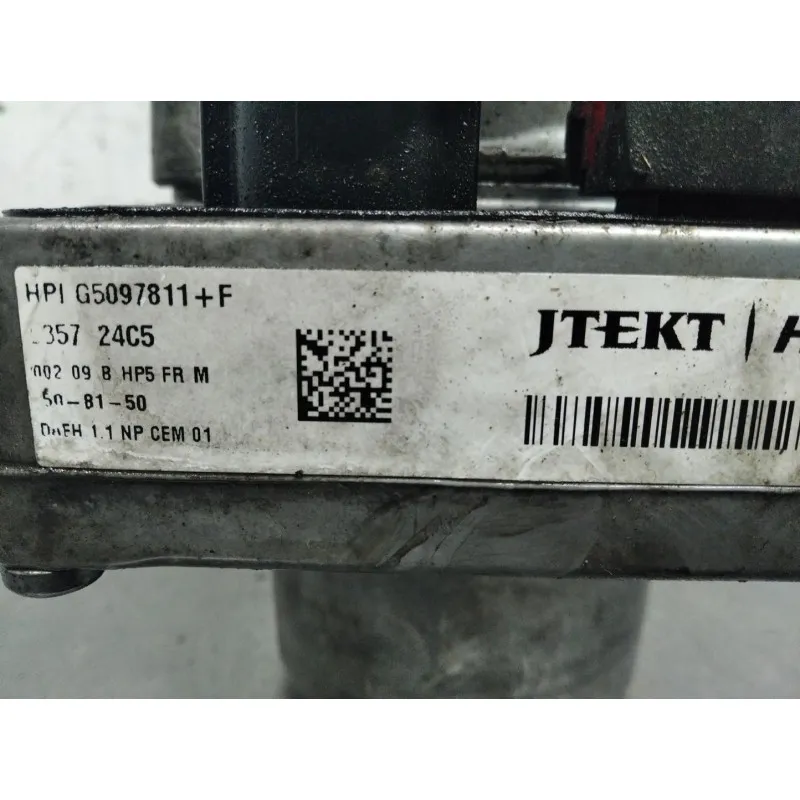 HPI G5097811+F
357 24C5
002 09 B HP5 FR M
50-81-50
1.1 NP CEM 01
JTEKT |